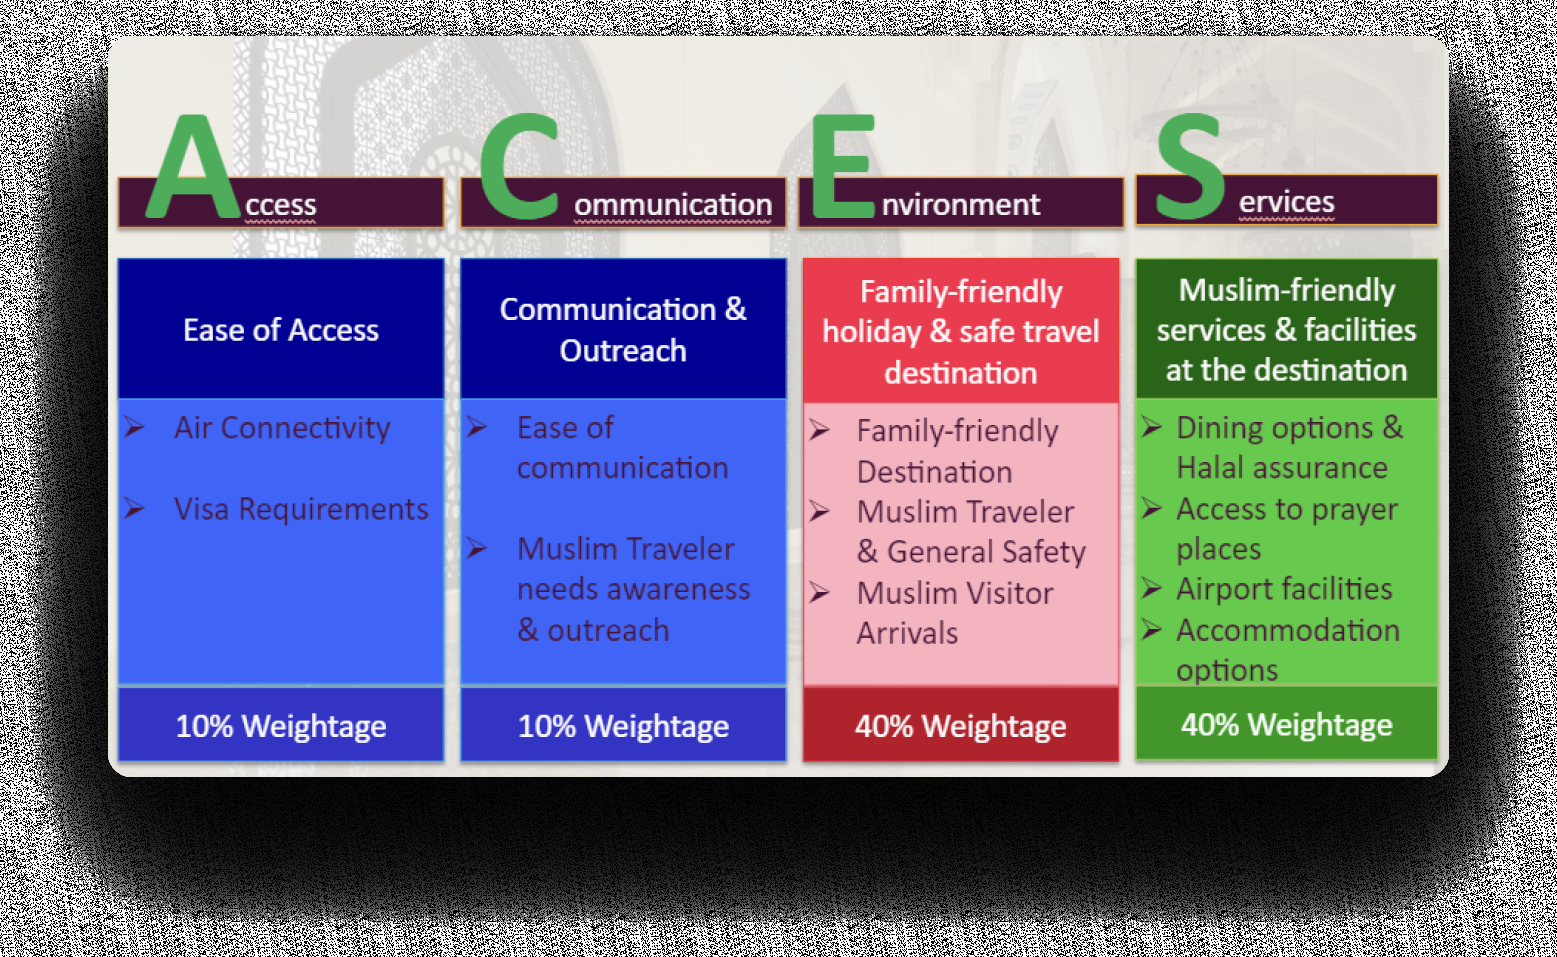 Access
Communication
Environment
Services
Ease of Access
➢ Air Connectivity
➢ Visa Requirements
10% Weightage
Communication &
Outreach
➢ Ease of
communication
➢ Muslim Traveler
needs awareness
& outreach
10% Weightage
Family-friendly
holiday & safe travel
destination
➢ Family-friendly
Destination
➢ Muslim Traveler
& General Safety
➢ Muslim Visitor
Arrivals
40% Weightage
Muslim-friendly
services & facilities
at the destination
➢ Dining options &
Halal assurance
➢ Access to prayer
places
➢ Airport facilities
➢ Accommodation
options
40% Weightage